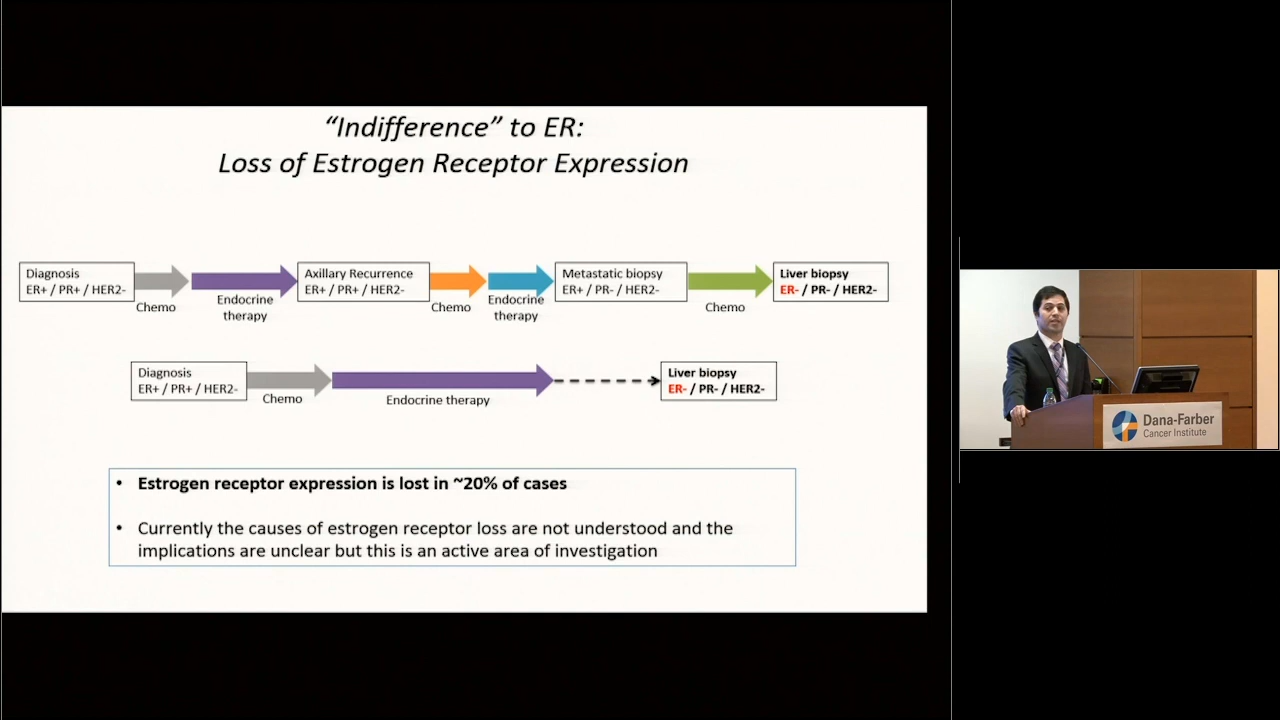 “Indifference” to ER:
Loss of Estrogen Receptor Expression
Diagnosis
ER+ / PR+ / HER2-
Chemo
Endocrine
therapy
Axillary Recurrence
ER+ / PR+ / HER2-
Chemo
Endocrine
therapy
Metastatic biopsy
ER+ / PR- / HER2-
Chemo
Liver biopsy
ER- / PR- / HER2-
Diagnosis
ER+ / PR+ / HER2-
Chemo
Endocrine therapy
Liver biopsy
ER- / PR- / HER2-
• Estrogen receptor expression is lost in ~20% of cases
• Currently the causes of estrogen receptor loss are not understood and the
implications are unclear but this is an active area of investigation
Dana-Farber
Cancer Institute